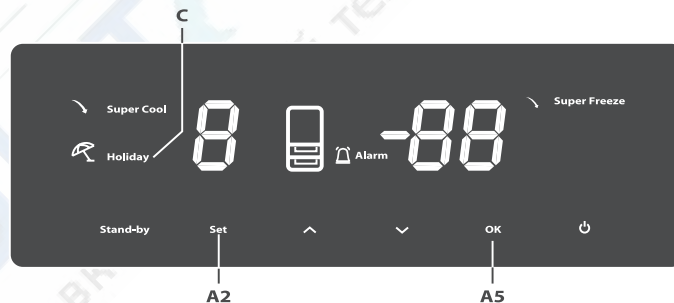 C
Super Cool
8
-88
Super Freeze
Holiday
Alarm
Stand-by
Set
OK
A2
A5